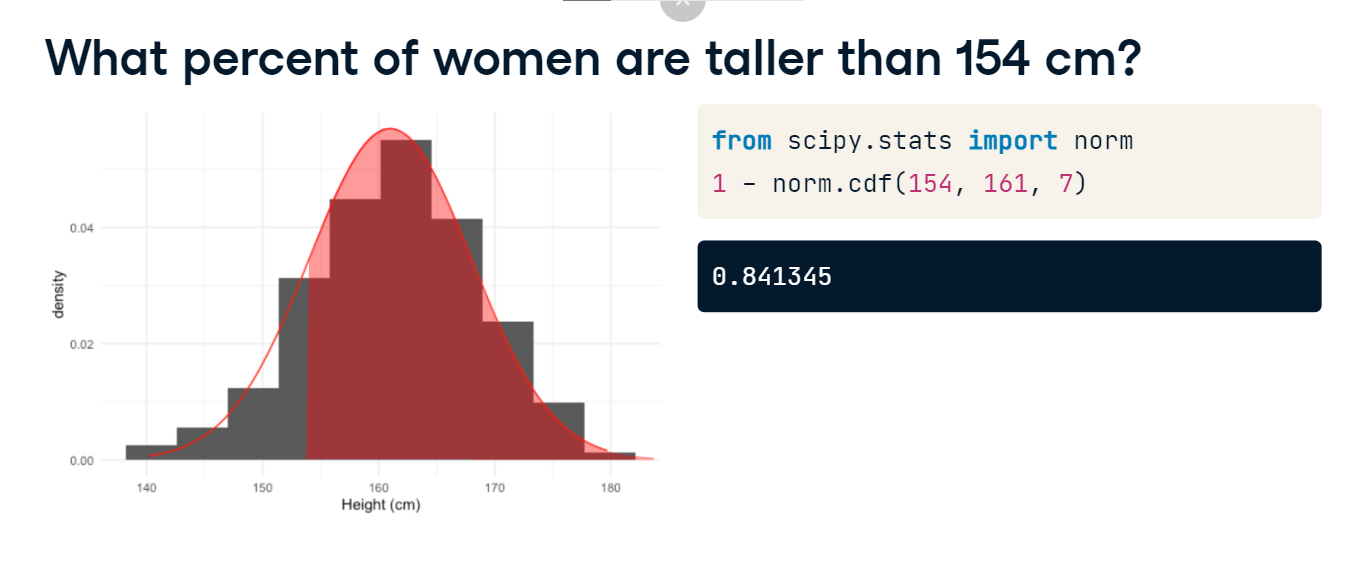 What percent of women are taller than 154 cm?
from scipy.stats import norm
1 - norm.cdf(154, 161, 7)
0.841345
density
0.04
0.02
0.00
140 150 160 170 180
Height (cm)